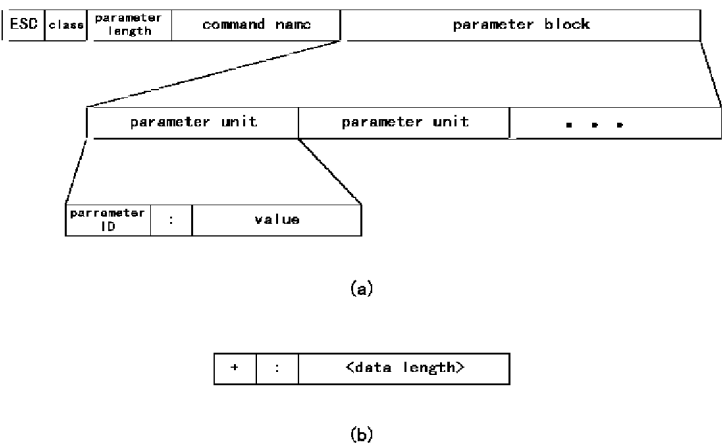 ESC class parameter length command name parameter block
parameter unit parameter unit • • •
parrameter ID : value
(a)
+ : <data length>
(b)